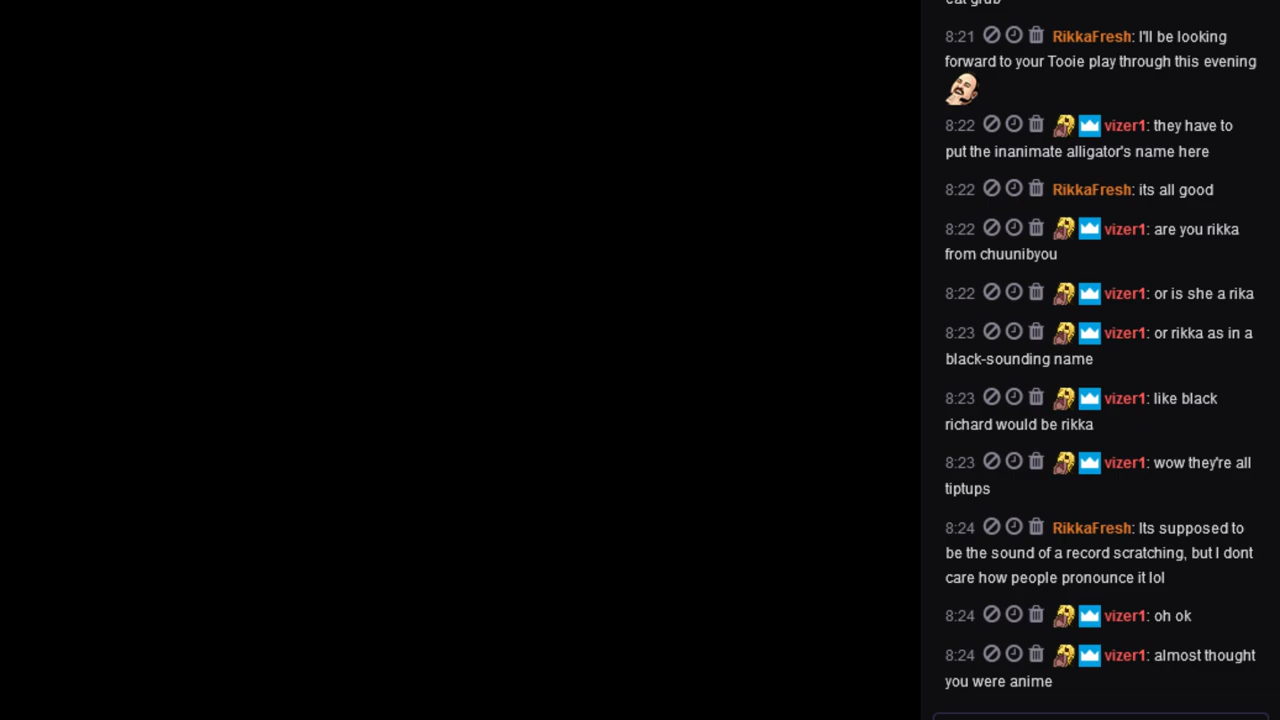 eat grub
8:21 RikkaFresh: I'll be looking
forward to your Tooie play through this evening
8:22 vizer1: they have to
put the inanimate alligator's name here
8:22 RikkaFresh: its all good
8:22 vizer1: are you rikka
from chuunibyou
8:22 vizer1: or is she a rika
8:23 vizer1: or rikka as in a
black-sounding name
8:23 vizer1: like black
richard would be rikka
8:23 vizer1: wow they're all
tiptups
8:24 RikkaFresh: Its supposed to
be the sound of a record scratching, but I dont
care how people pronounce it lol
8:24 vizer1: oh ok
8:24 vizer1: almost thought
you were anime